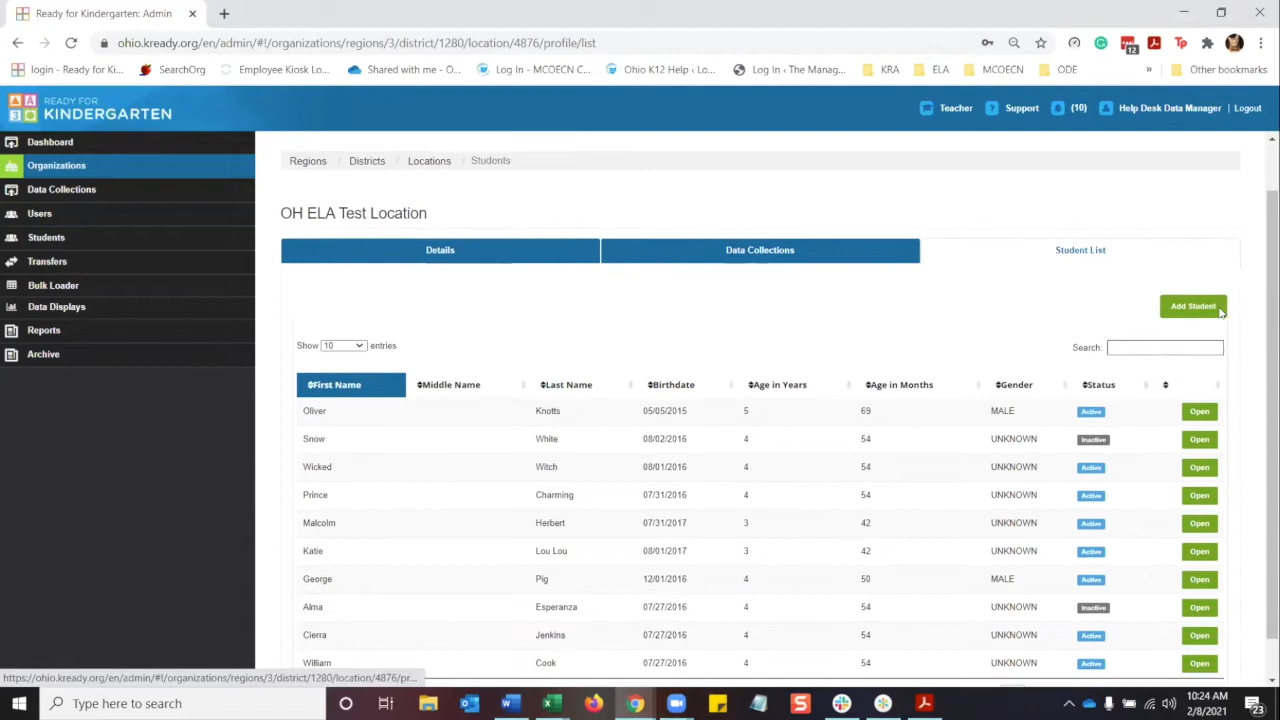 Ready for Kindergarten: Admin
ohio.kready.org/en/admin/#!/organizations/regions/3/district/1280/location/4876/profile/list
12
login - Ready for Ki...
SearchOrg
Employee Kiosk Lo...
Shared with me - O...
Log In - MCOECN C...
Ohio K12 Help ‹ Lo...
Log In ‹ The Manag...
KRA
ELA
MCOECN
ODE
»
Other bookmarks
READY FOR
KINDERGARTEN
Teacher
Support
(10)
Help Desk Data Manager | Logout
Dashboard
Organizations
Data Collections
Users
Students
Transfers
Bulk Loader
Data Displays
Reports
Archive
Regions / Districts / Locations / Students
OH ELA Test Location
Details
Data Collections
Student List
Add Student
Show 10 entries
Search:
First Name Middle Name Last Name Birthdate Age in Years Age in Months Gender Status
Oliver Knotts 05/05/2015 5 69 MALE Active Open
Snow White 08/02/2016 4 54 UNKNOWN Inactive Open
Wicked Witch 08/01/2016 4 54 UNKNOWN Active Open
Prince Charming 07/31/2016 4 54 UNKNOWN Active Open
Malcolm Herbert 07/31/2017 3 42 UNKNOWN Active Open
Katie Lou Lou 08/01/2017 3 42 UNKNOWN Active Open
George Pig 12/01/2016 4 50 MALE Active Open
Alma Esperanza 07/27/2016 4 54 UNKNOWN Inactive Open
Cierra Jenkins 07/27/2016 4 54 UNKNOWN Active Open
William Cook 07/27/2016 4 54 UNKNOWN Active Open
https://ohio.kready.org/en/admin/#!/organizations/regions/3/district/1280/location/4876/pr...
Type here to search
10:24 AM
2/8/2021
23